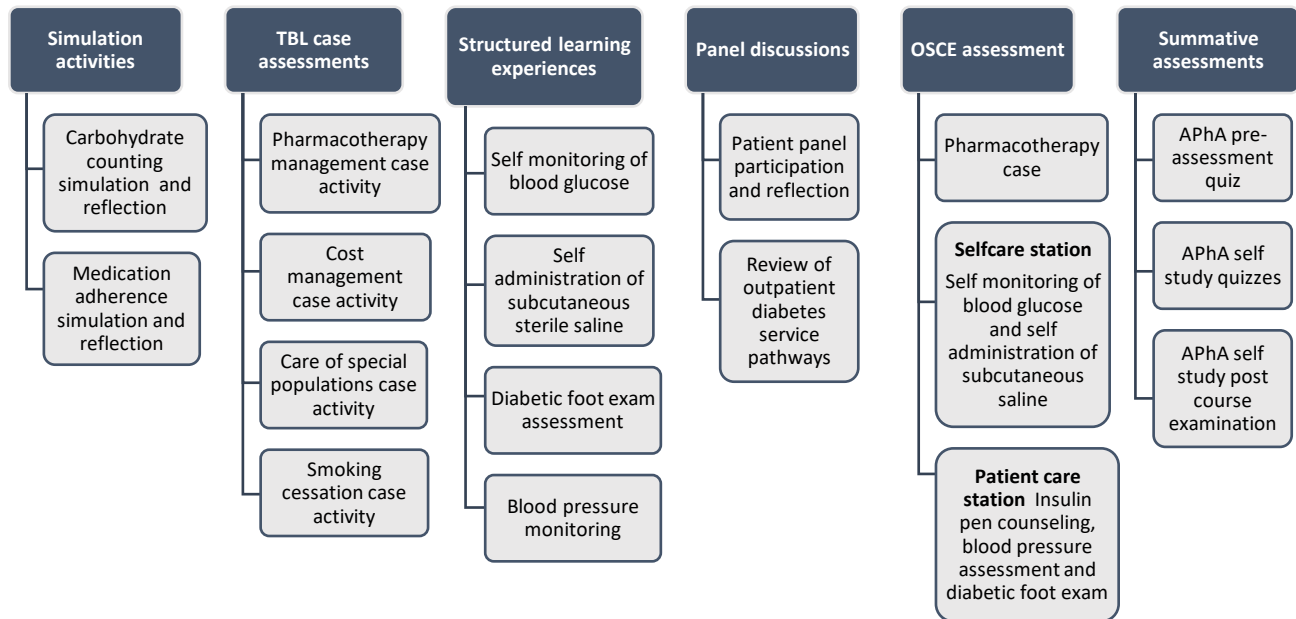 Simulation
activities
Carbohydrate
counting
simulation and
reflection
Medication
adherence
simulation and
reflection
TBL case
assessments
Pharmacotherapy
management case
activity
Cost
management
case activity
Care of special
populations case
activity
Smoking
cessation case
activity
Structured learning
experiences
Self monitoring of
blood glucose
Self
administration of
subcutaneous
sterile saline
Diabetic foot exam
assessment
Blood pressure
monitoring
Panel discussions
Patient panel
participation
and reflection
Review of
outpatient
diabetes
service
pathways
OSCE assessment
Pharmacotherapy
case
Selfcare station
Self monitoring of
blood glucose
and self
administration of
subcutaneous
saline
Patient care
station Insulin
pen counseling,
blood pressure
assessment and
diabetic foot exam
Summative
assessments
APhA pre-
assessment
quiz
APhA self
study quizzes
APhA self
study post
course
examination